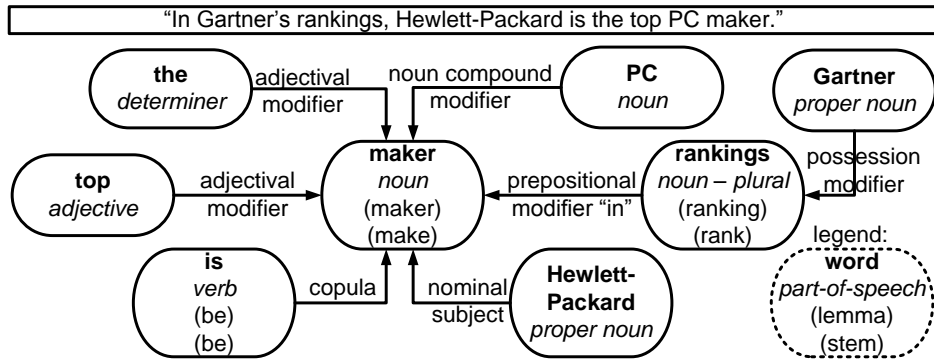 “In Gartner’s rankings, Hewlett-Packard is the top PC maker.”
the
determiner
adjectival
modifier
noun compound
modifier
PC
noun
Gartner
proper noun
top
adjective
adjectival
modifier
maker
noun
(maker)
(make)
prepositional
modifier “in”
rankings
noun – plural
(ranking)
(rank)
possession
modifier
is
verb
(be)
(be)
copula
nominal
subject
Hewlett-
Packard
proper noun
legend:
word
part-of-speech
(lemma)
(stem)